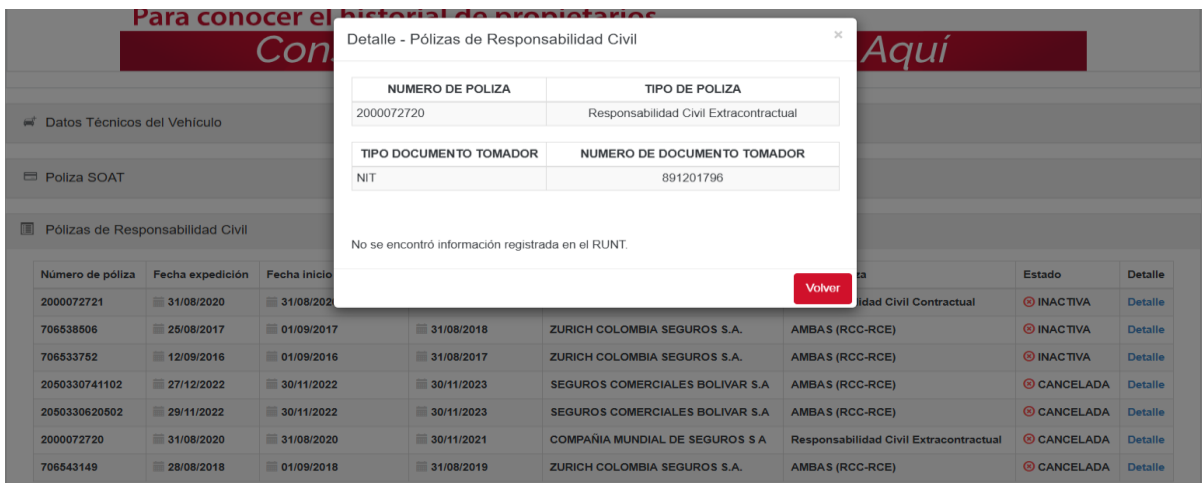 Para conocer el historial de propietarios
Con Aquí
Detalle - Pólizas de Responsabilidad Civil ×
NUMERO DE POLIZA TIPO DE POLIZA
2000072720 Responsabilidad Civil Extracontractual
TIPO DOCUMENTO TOMADOR NUMERO DE DOCUMENTO TOMADOR
NIT 891201796
No se encontró información registrada en el RUNT.
Volver
Datos Técnicos del Vehículo
Poliza SOAT
Pólizas de Responsabilidad Civil
Número de póliza Fecha expedición Fecha inicio Estado Detalle
2000072721 31/08/2020 31/08/202 Civil Contractual INACTIVA Detalle
706538506 25/08/2017 01/09/2017 31/08/2018 ZURICH COLOMBIA SEGUROS S.A. AMBAS (RCC-RCE) INACTIVA Detalle
706533752 12/09/2016 01/09/2016 31/08/2017 ZURICH COLOMBIA SEGUROS S.A. AMBAS (RCC-RCE) INACTIVA Detalle
2050330741102 27/12/2022 30/11/2022 30/11/2023 SEGUROS COMERCIALES BOLIVAR S.A AMBAS (RCC-RCE) CANCELADA Detalle
2050330620502 29/11/2022 30/11/2022 30/11/2023 SEGUROS COMERCIALES BOLIVAR S.A AMBAS (RCC-RCE) CANCELADA Detalle
2000072720 31/08/2020 31/08/2020 30/11/2021 COMPAÑIA MUNDIAL DE SEGUROS S A Responsabilidad Civil Extracontractual CANCELADA Detalle
706543149 28/08/2018 01/09/2018 31/08/2019 ZURICH COLOMBIA SEGUROS S.A. AMBAS (RCC-RCE) CANCELADA Detalle